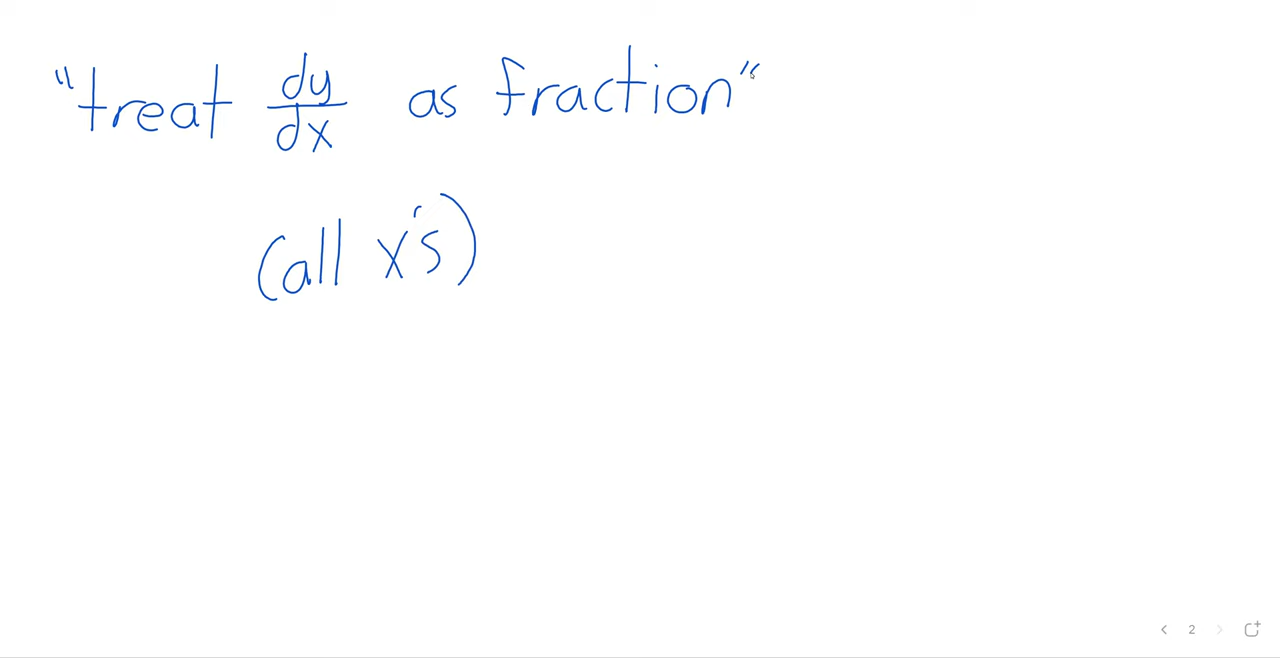 "treat dy/dx as fraction"
(all x's)
2